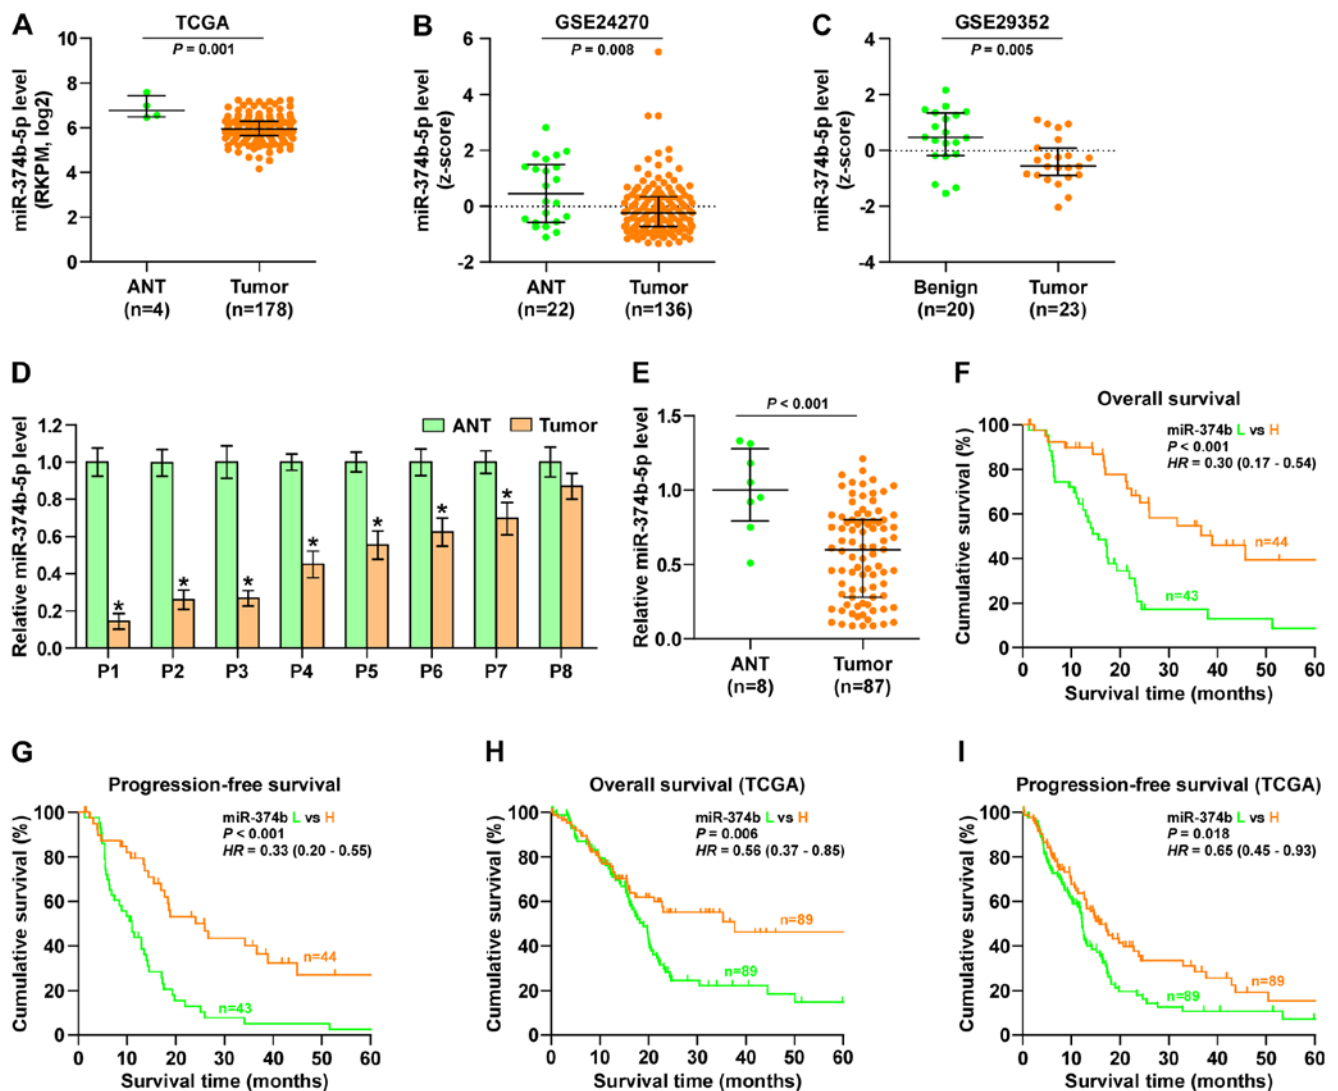 A
TCGA
P = 0.001
miR-374b-5p level
(RKPM, log2)
10
8
6
4
2
0
ANT
(n=4)
Tumor
(n=178)
B
GSE24270
P = 0.008
miR-374b-5p level
(z-score)
6
4
2
0
-2
ANT
(n=22)
Tumor
(n=136)
C
GSE29352
P = 0.005
miR-374b-5p level
(z-score)
4
2
0
-2
-4
Benign
(n=20)
Tumor
(n=23)
D
Relative miR-374b-5p level
1.2
1.0
0.8
0.6
0.4
0.2
0.0
ANT
Tumor
* * * * * * *
P1 P2 P3 P4 P5 P6 P7 P8
E
P < 0.001
Relative miR-374b-5p level
1.5
1.0
0.5
0.0
ANT
(n=8)
Tumor
(n=87)
F
Overall survival
miR-374b L vs H
P < 0.001
HR = 0.30 (0.17 - 0.54)
Cumulative survival (%)
100
80
60
40
20
0
n=44
n=43
0 10 20 30 40 50 60
Survival time (months)
G
Progression-free survival
miR-374b L vs H
P < 0.001
HR = 0.33 (0.20 - 0.55)
Cumulative survival (%)
100
80
60
40
20
0
n=44
n=43
0 10 20 30 40 50 60
Survival time (months)
H
Overall survival (TCGA)
miR-374b L vs H
P = 0.006
HR = 0.56 (0.37 - 0.85)
Cumulative survival (%)
100
80
60
40
20
0
n=89
n=89
0 10 20 30 40 50 60
Survival time (months)
I
Progression-free survival (TCGA)
miR-374b L vs H
P = 0.018
HR = 0.65 (0.45 - 0.93)
Cumulative survival (%)
100
80
60
40
20
0
n=89
n=89
0 10 20 30 40 50 60
Survival time (months)